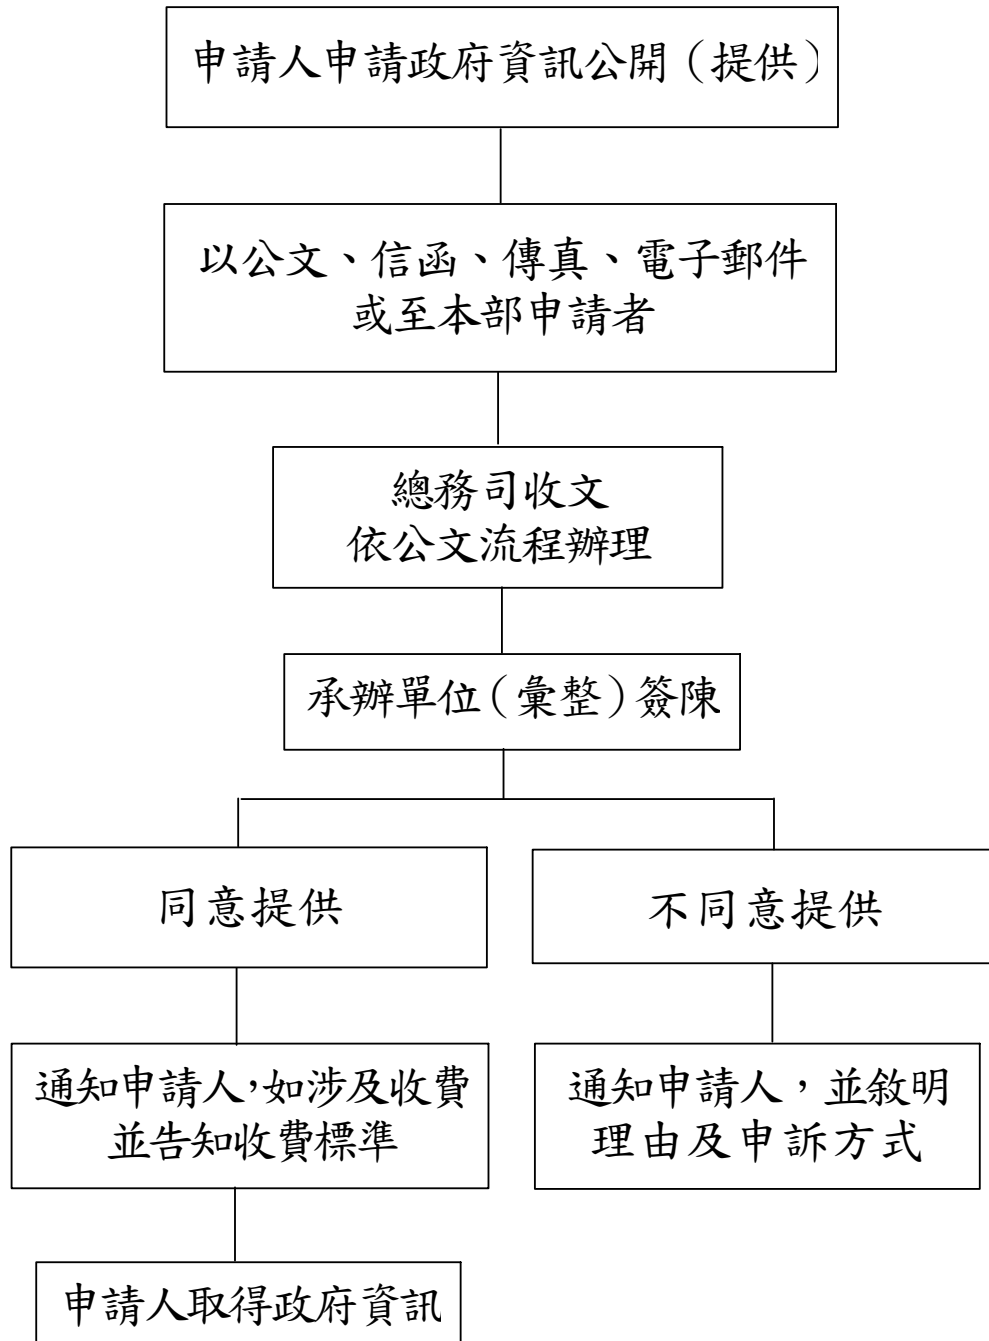 申請人申請政府資訊公開（提供）
以公文、信函、傳真、電子郵件
或至本部申請者
總務司收文
依公文流程辦理
承辦單位（彙整）簽陳
同意提供
不同意提供
通知申請人，如涉及收費
並告知收費標準
通知申請人，並敘明
理由及申訴方式
申請人取得政府資訊